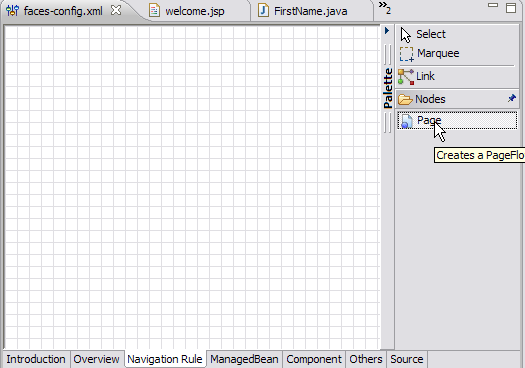 faces-config.xml welcome.jsp FirstName.java »2
Select
Marquee
Link
Palette
Nodes
Page
Creates a PageFlo
Introduction Overview Navigation Rule ManagedBean Component Others Source